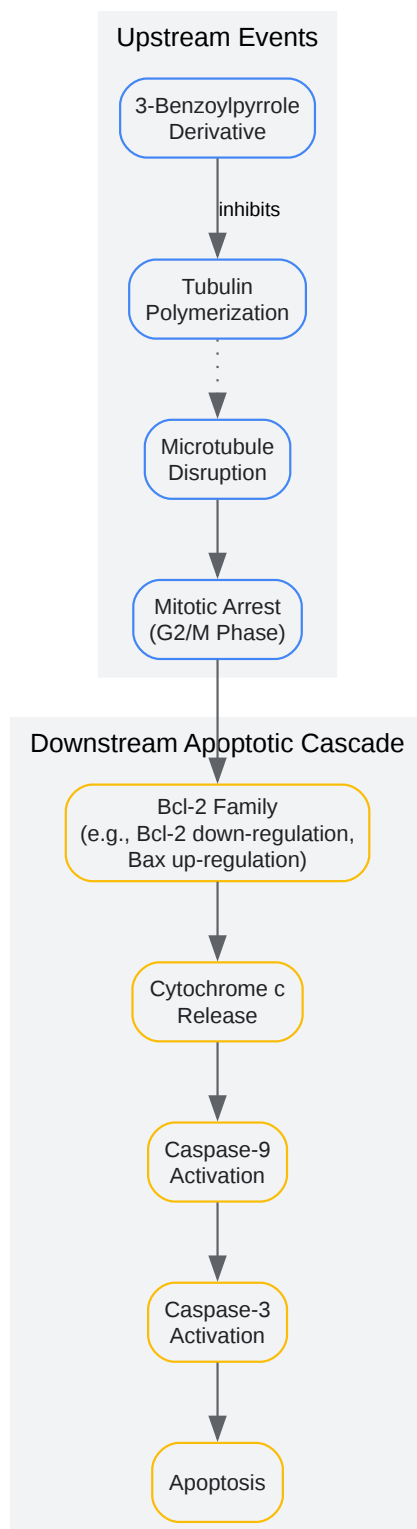 Upstream Events
3-Benzoylpyrrole
Derivative
inhibits
Tubulin
Polymerization
Microtubule
Disruption
Mitotic Arrest
(G2/M Phase)
Downstream Apoptotic Cascade
Bcl-2 Family
(e.g., Bcl-2 down-regulation,
Bax up-regulation)
Cytochrome c
Release
Caspase-9
Activation
Caspase-3
Activation
Apoptosis